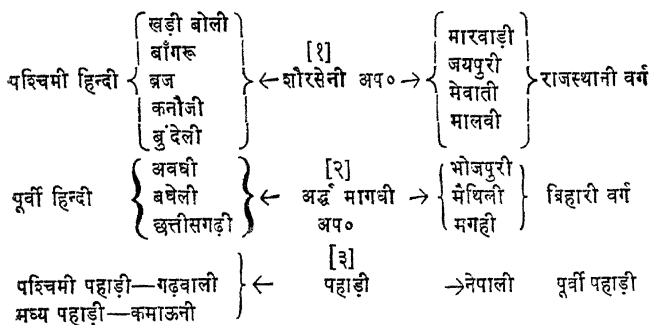 खड़ी बोली
[१] मारवाड़ी
बाँगरू जयपुरी
पश्चिमी हिन्दी ब्रज ← शौरसेनी अप० → राजस्थानी वर्ग
मेवाती
कनौजी मालवी
बुंदेली
अवधी [२] भोजपुरी
पूर्वी हिन्दी बघेली ← अर्द्ध मागधी → मैथिली बिहारी वर्ग
छत्तीसगढ़ी अप० मगही
[३]
पश्चिमी पहाड़ी—गढ़वाली ← पहाड़ी →नेपाली पूर्वी पहाड़ी
मध्य पहाड़ी—कमाऊनी